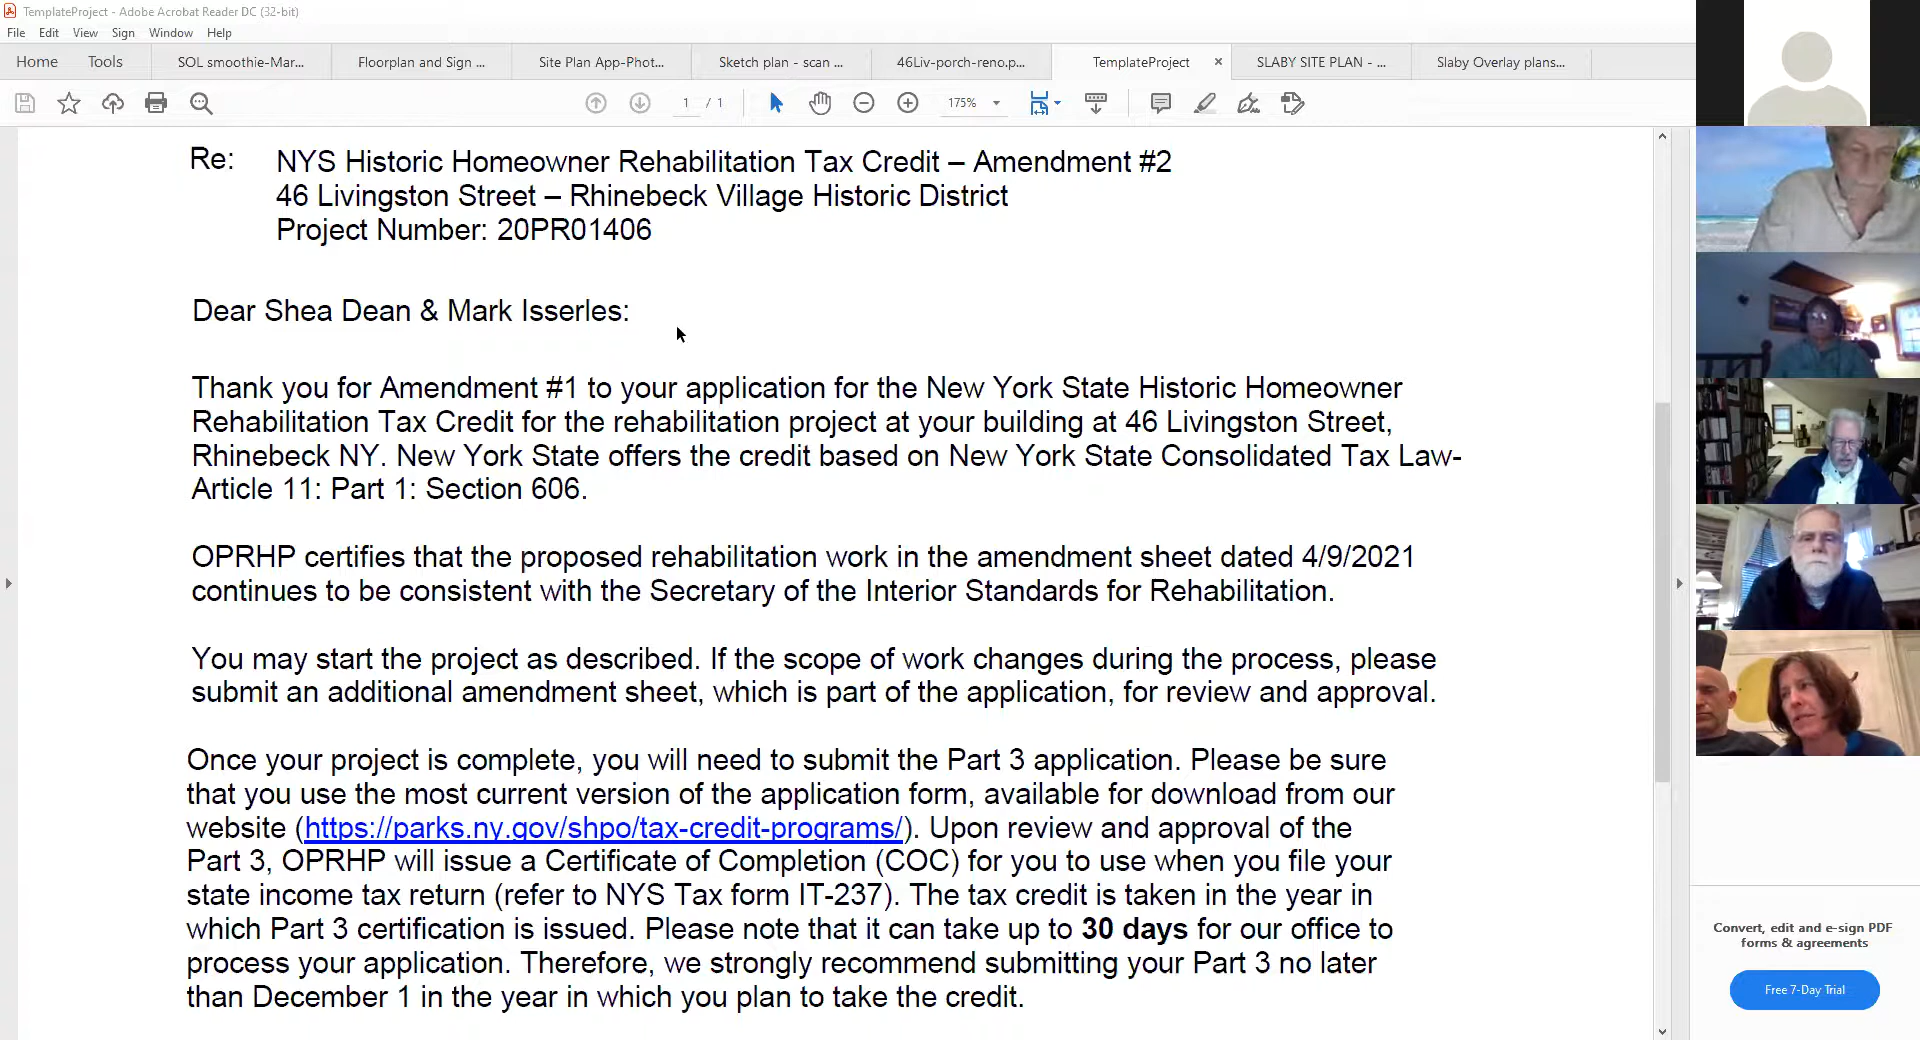 TemplateProject - Adobe Acrobat Reader DC (32-bit)
File Edit View Sign Window Help
Home Tools SOL smoothie-Mar... Floorplan and Sign ... Site Plan App-Phot... Sketch plan - scan ... 46Liv-porch-reno.p... TemplateProject × SLABY SITE PLAN - ... Slaby Overlay plans...
1 / 1 175%
Re: NYS Historic Homeowner Rehabilitation Tax Credit – Amendment #2
46 Livingston Street – Rhinebeck Village Historic District
Project Number: 20PR01406
Dear Shea Dean & Mark Isserles:
Thank you for Amendment #1 to your application for the New York State Historic Homeowner
Rehabilitation Tax Credit for the rehabilitation project at your building at 46 Livingston Street,
Rhinebeck NY. New York State offers the credit based on New York State Consolidated Tax Law-
Article 11: Part 1: Section 606.
OPRHP certifies that the proposed rehabilitation work in the amendment sheet dated 4/9/2021
continues to be consistent with the Secretary of the Interior Standards for Rehabilitation.
You may start the project as described. If the scope of work changes during the process, please
submit an additional amendment sheet, which is part of the application, for review and approval.
Once your project is complete, you will need to submit the Part 3 application. Please be sure
that you use the most current version of the application form, available for download from our
website (https://parks.ny.gov/shpo/tax-credit-programs/). Upon review and approval of the
Part 3, OPRHP will issue a Certificate of Completion (COC) for you to use when you file your
state income tax return (refer to NYS Tax form IT-237). The tax credit is taken in the year in
which Part 3 certification is issued. Please note that it can take up to 30 days for our office to
process your application. Therefore, we strongly recommend submitting your Part 3 no later
than December 1 in the year in which you plan to take the credit.
Convert, edit and e-sign PDF
forms & agreements
Free 7-Day Trial